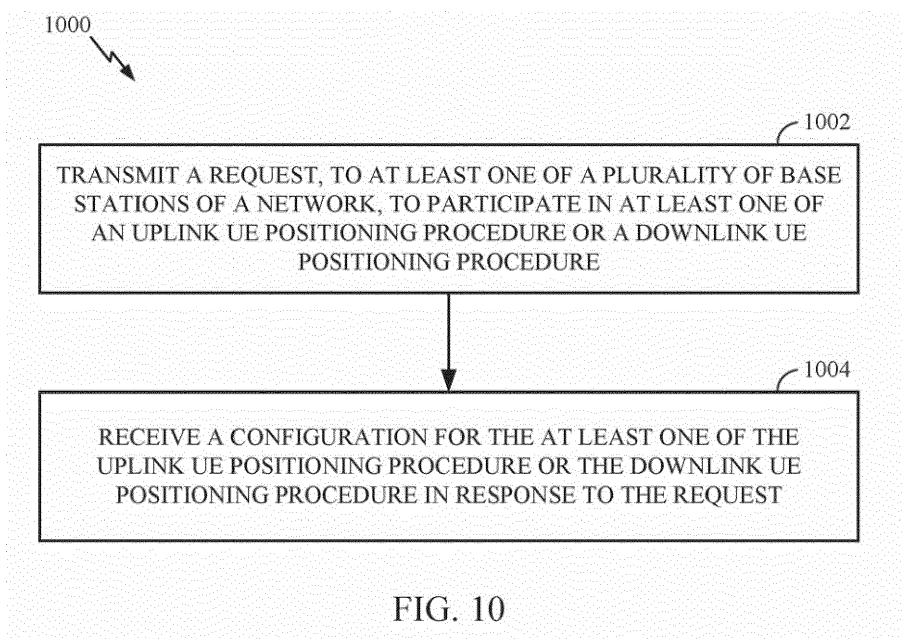 1000
1002
TRANSMIT A REQUEST, TO AT LEAST ONE OF A PLURALITY OF BASE
STATIONS OF A NETWORK, TO PARTICIPATE IN AT LEAST ONE OF
AN UPLINK UE POSITIONING PROCEDURE OR A DOWNLINK UE
POSITIONING PROCEDURE
1004
RECEIVE A CONFIGURATION FOR THE AT LEAST ONE OF THE
UPLINK UE POSITIONING PROCEDURE OR THE DOWNLINK UE
POSITIONING PROCEDURE IN RESPONSE TO THE REQUEST
FIG. 10